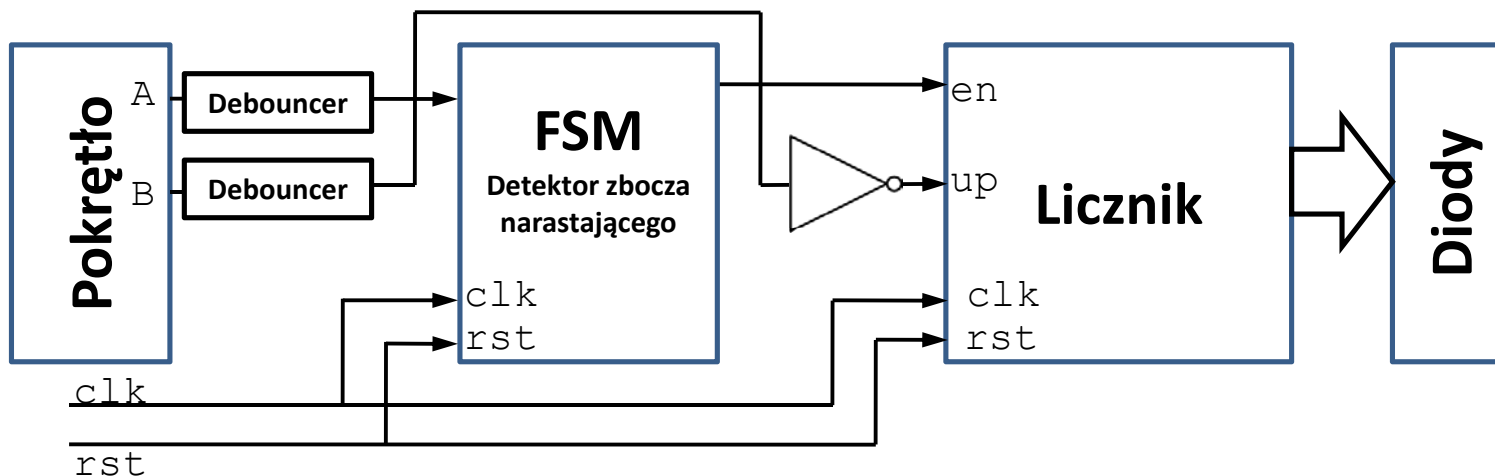 Pokrętło
A
B
Debouncer
Debouncer
FSM
Detektor zbocza
narastającego
clk
rst
en
up
Licznik
clk
rst
Diody
clk
rst